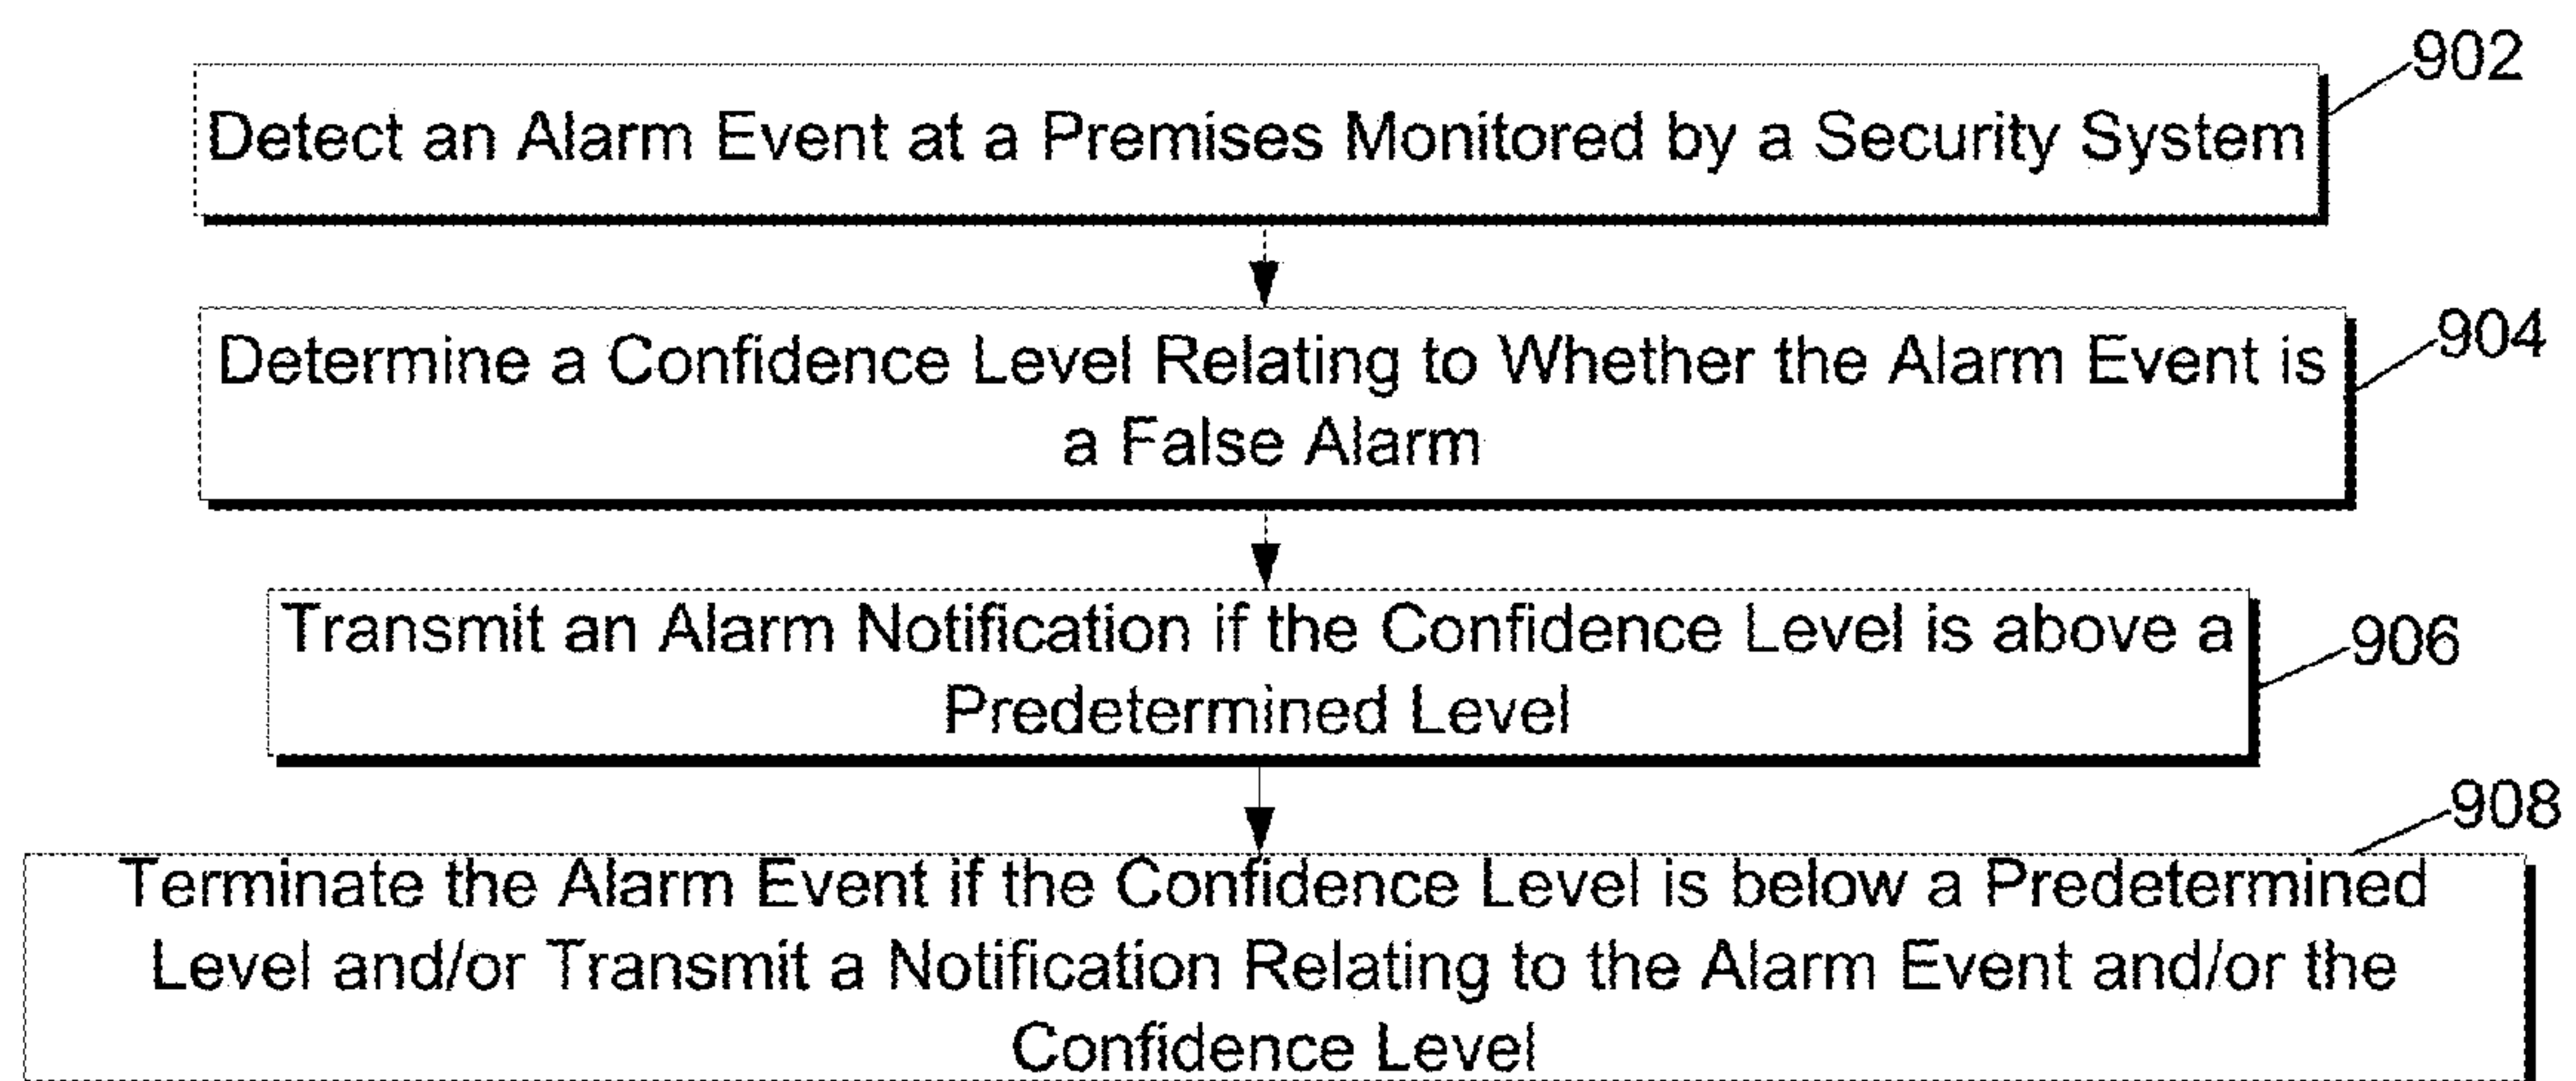 902
Detect an Alarm Event at a Premises Monitored by a Security System
904
Determine a Confidence Level Relating to Whether the Alarm Event is
a False Alarm
906
Transmit an Alarm Notification if the Confidence Level is above a
Predetermined Level
908
Terminate the Alarm Event if the Confidence Level is below a Predetermined
Level and/or Transmit a Notification Relating to the Alarm Event and/or the
Confidence Level